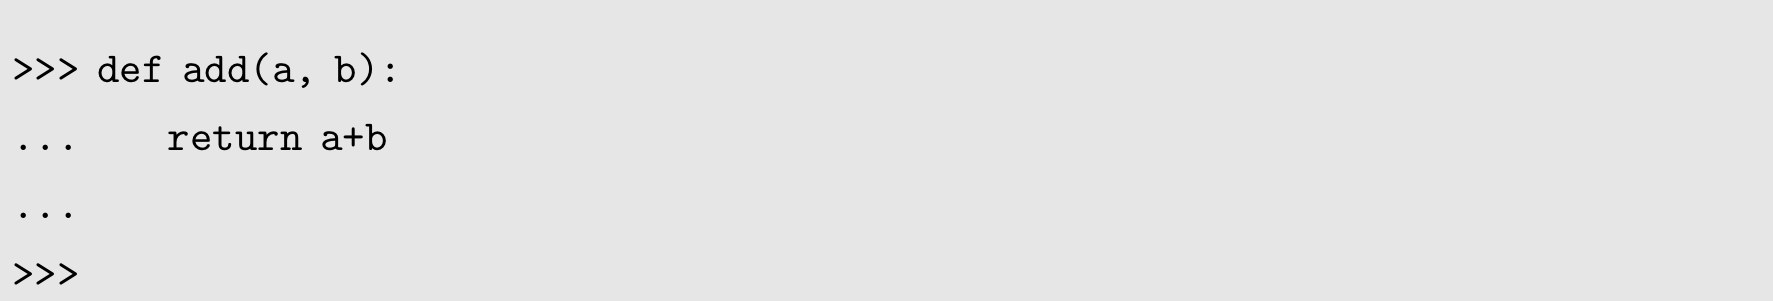 >>> def add(a, b):
...    return a+b
...
>>>